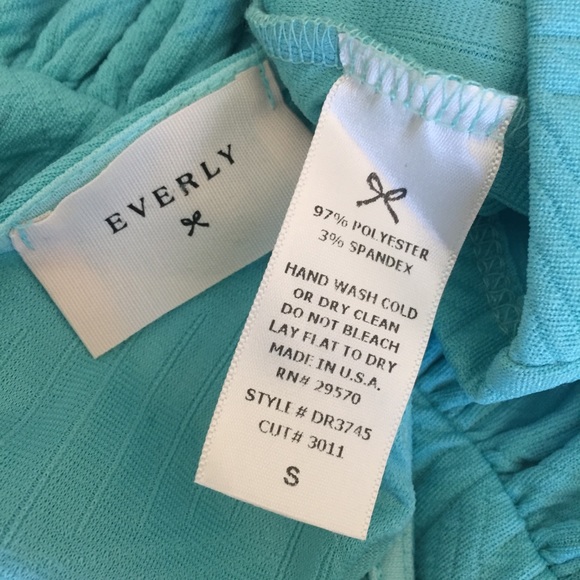 EVERLY
97% POLYESTER
3% SPANDEX
HAND WASH COLD
OR DRY CLEAN
DO NOT BLEACH
LAY FLAT TO DRY
MADE IN U.S.A.
RN# 29570
STYLE # DR3745
CUT# 3011
S